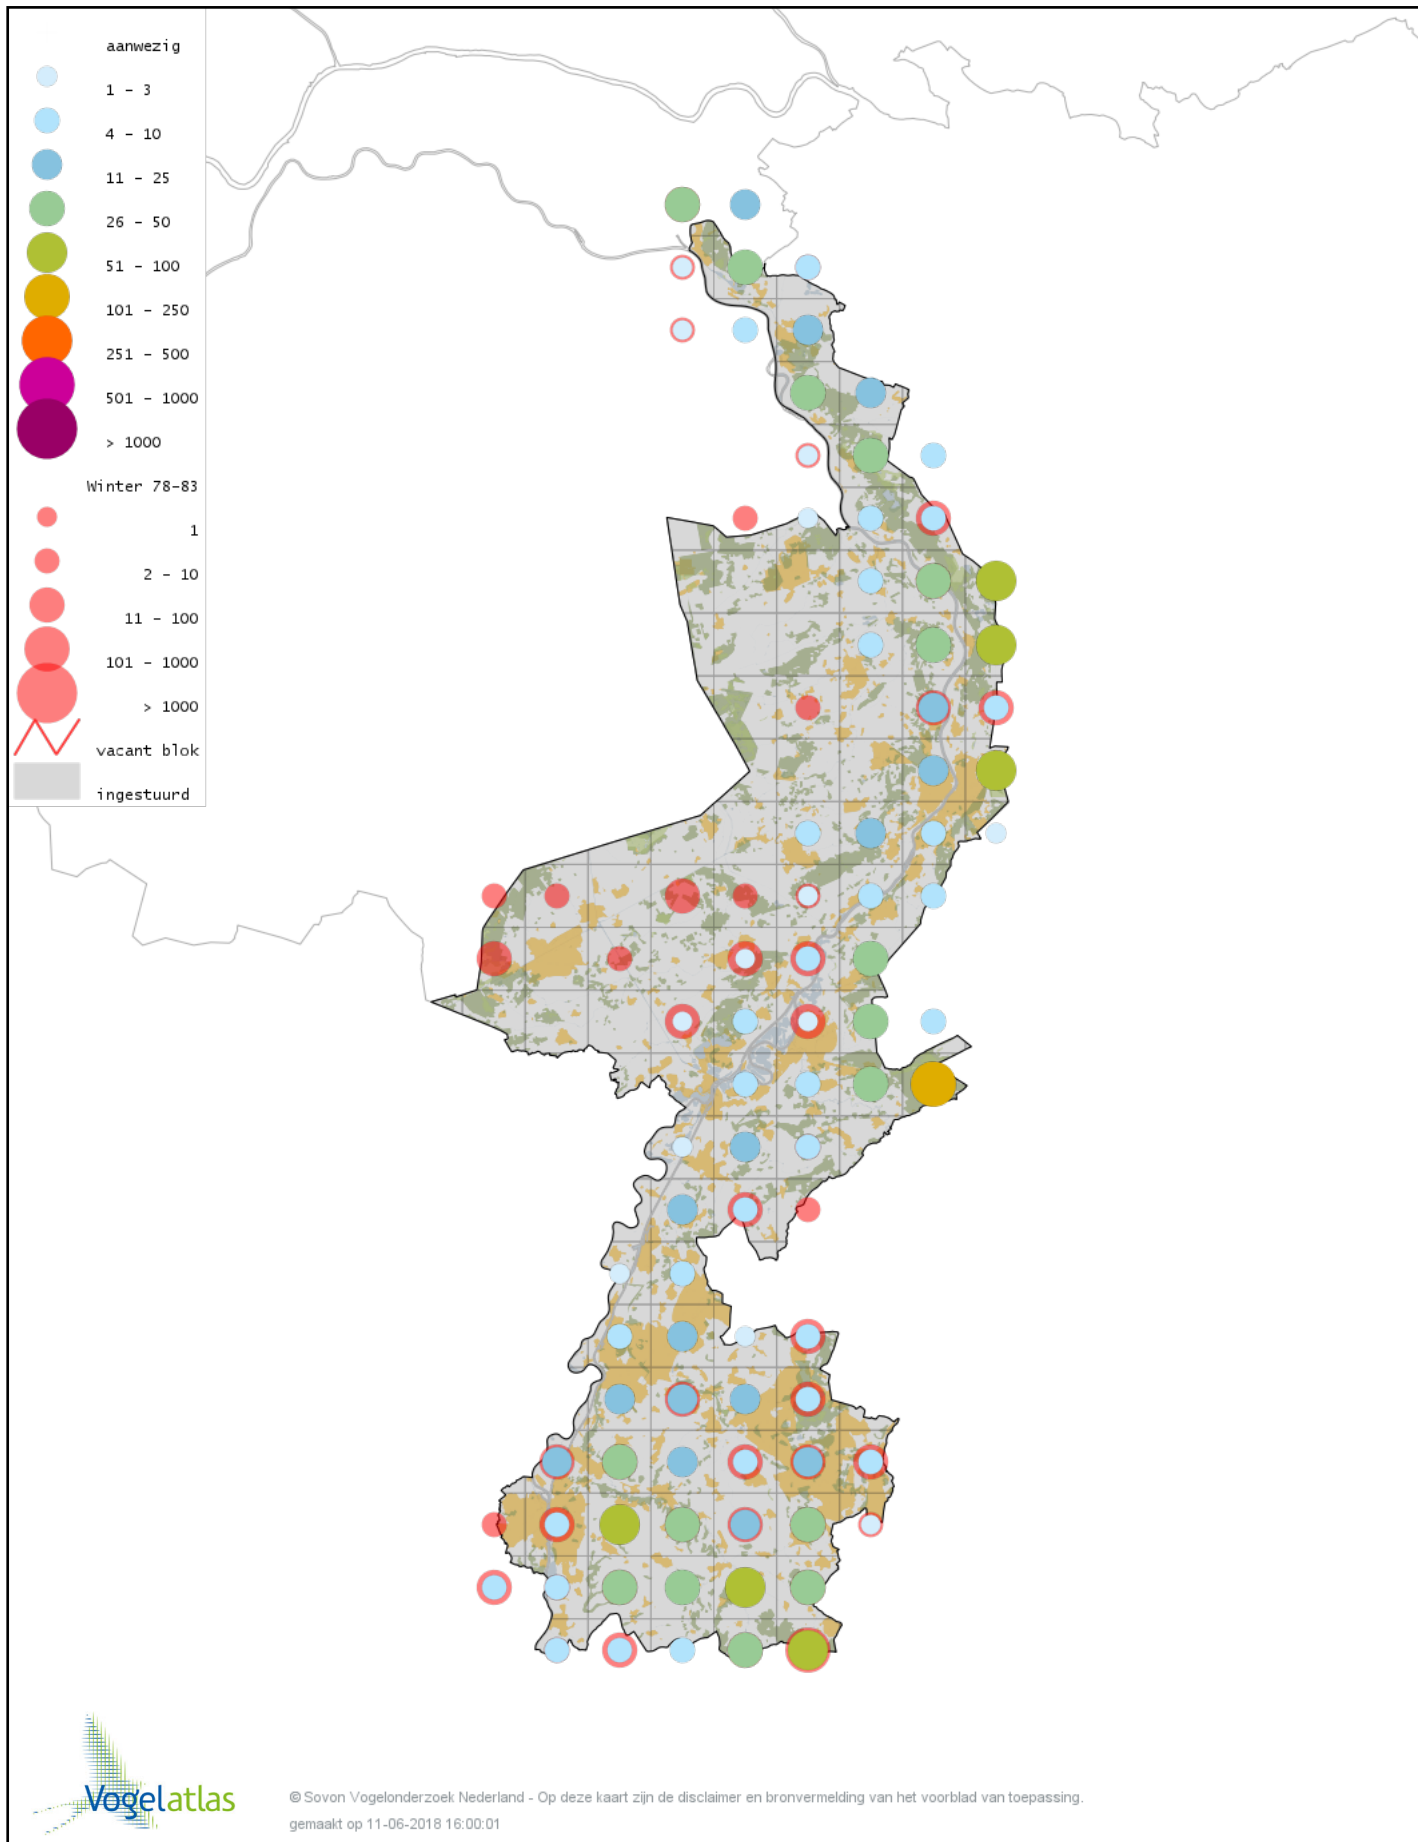 aanwezig
1 - 3
4 - 10
11 - 25
26 - 50
51 - 100
101 - 250
251 - 500
501 - 1000
> 1000
Winter 78-83
1
2 - 10
11 - 100
101 - 1000
> 1000
vacant blok
ingestuurd
Vogelatlas
© Sovon Vogelonderzoek Nederland - Op deze kaart zijn de disclaimer en bronvermelding van het voorblad van toepassing.
gemaakt op 11-06-2018 16:00:01